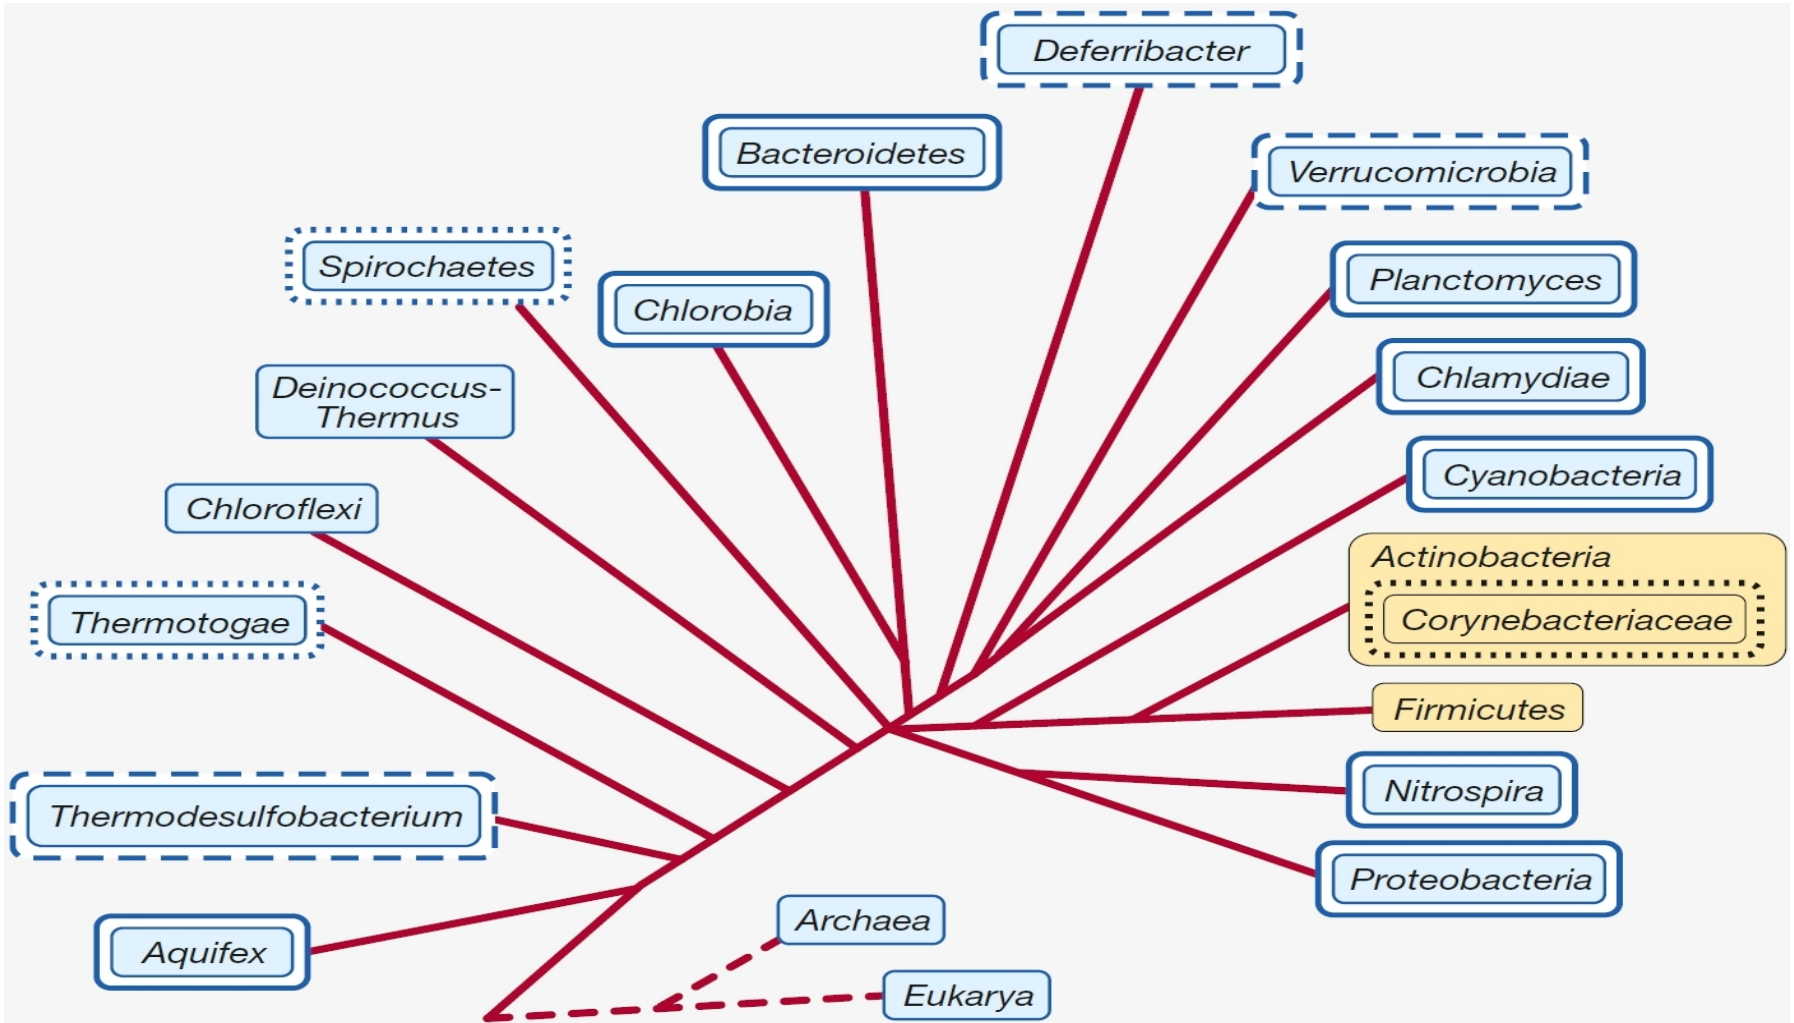 Deferribacter
Bacteroidetes
Verrucomicrobia
Spirochaetes
Chlorobia
Planctomyces
Deinococcus-
Thermus
Chlamydiae
Cyanobacteria
Chloroflexi
Actinobacteria
Corynebacteriaceae
Thermotogae
Firmicutes
Nitrospira
Thermodesulfobacterium
Proteobacteria
Archaea
Aquifex
Eukarya